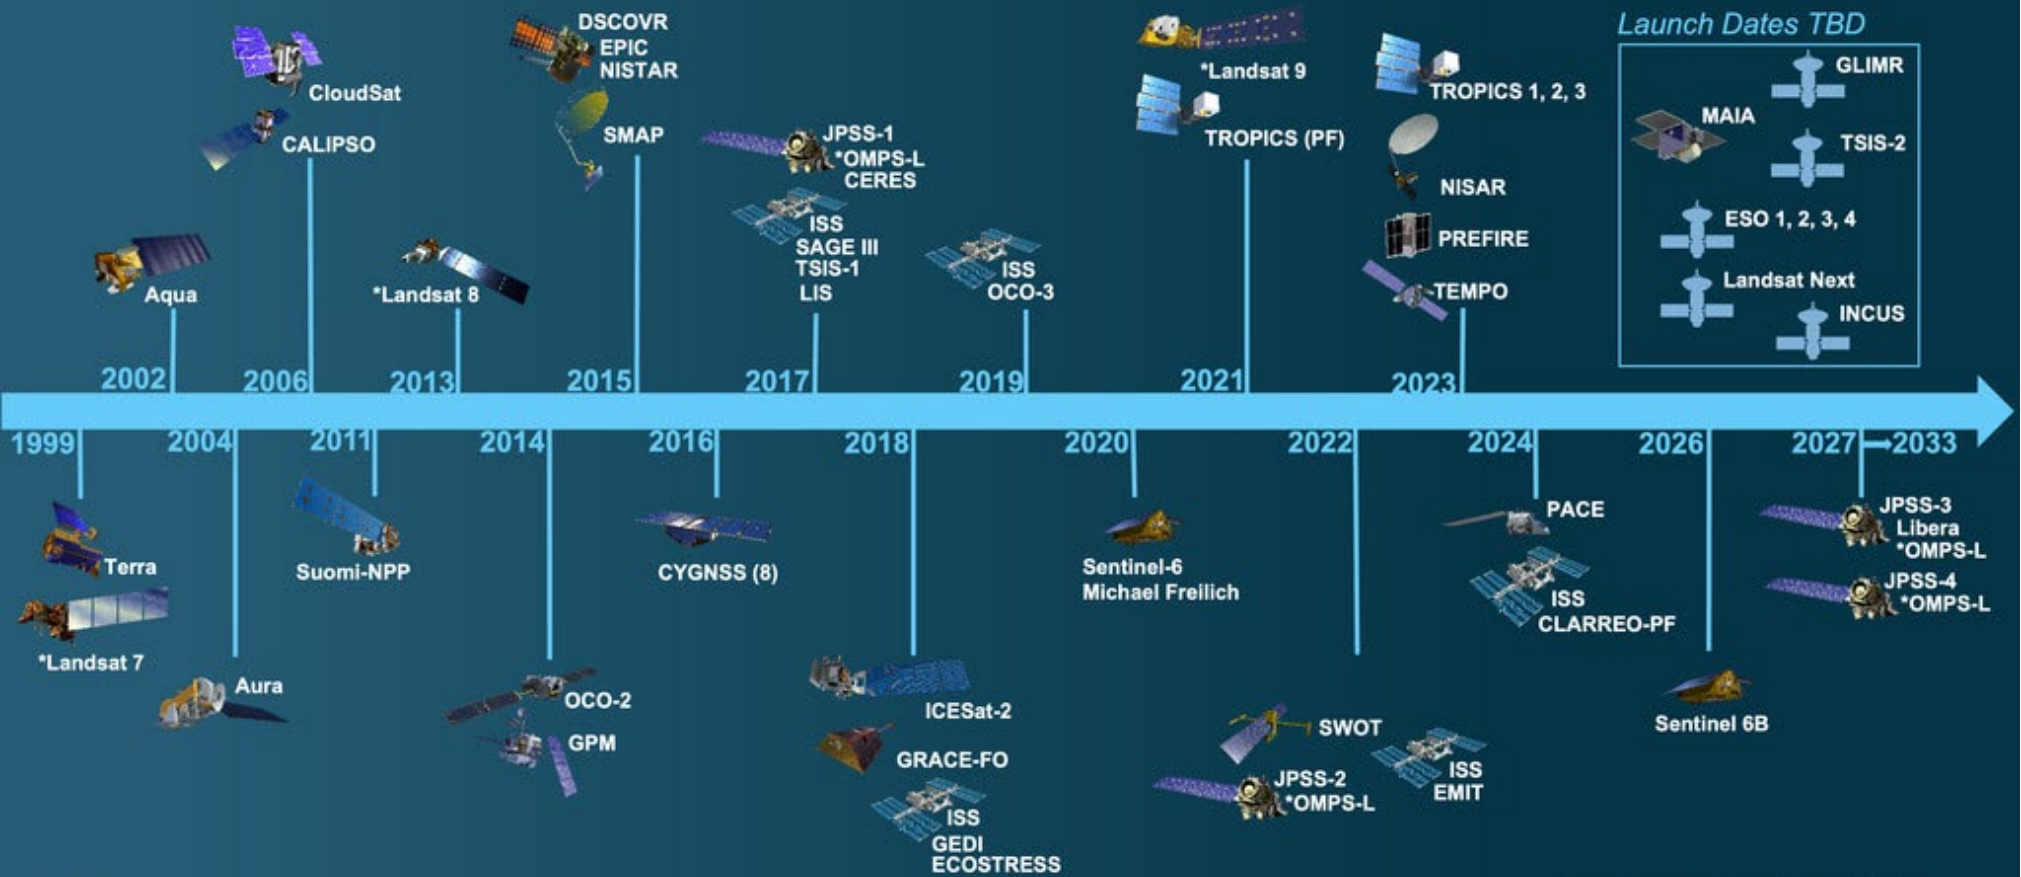 Launch Dates TBD
DSCOVR
EPIC
NISTAR
CloudSat
CALIPSO
SMAP
*Landsat 9
TROPICS (PF)
TROPICS 1, 2, 3
GLIMR
MAIA
TSIS-2
JPSS-1
*OMPS-L
CERES
NISAR
ISS
SAGE III
TSIS-1
LIS
PREFIRE
ESO 1, 2, 3, 4
Aqua
*Landsat 8
ISS
OCO-3
TEMPO
Landsat Next
INCUS
2002
2006
2013
2015
2017
2019
2021
2023
1999
2004
2011
2014
2016
2018
2020
2022
2024
2026
2027
2033
Terra
*Landsat 7
Suomi-NPP
CYGNSS (8)
Sentinel-6
Michael Freilich
PACE
ISS
CLARREO-PF
JPSS-3
Libera
*OMPS-L
JPSS-4
*OMPS-L
Aura
OCO-2
GPM
ICESat-2
GRACE-FO
ISS
GEDI
ECOSTRESS
SWOT
JPSS-2
*OMPS-L
ISS
EMIT
Sentinel 6B